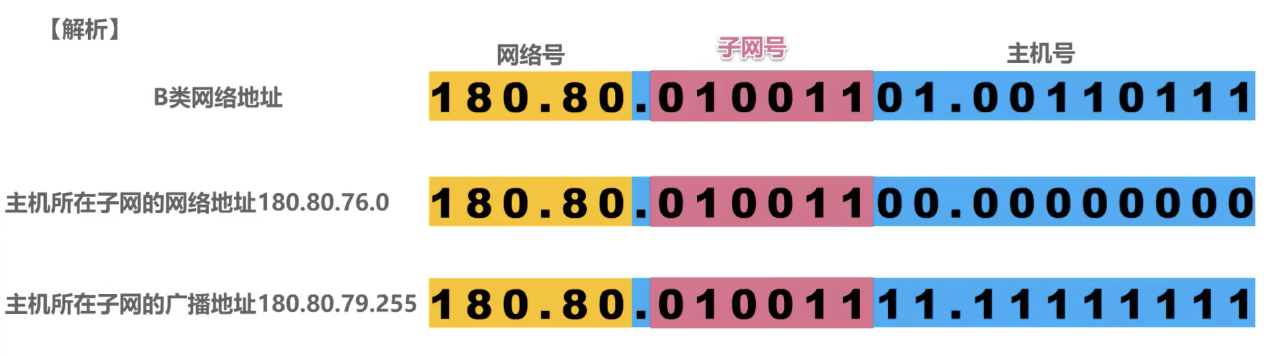 【解析】
网络号 子网号 主机号
B类网络地址 180.80.01001101.00110111
主机所在子网的网络地址180.80.76.0 180.80.01001100.00000000
主机所在子网的广播地址180.80.79.255 180.80.01001111.11111111